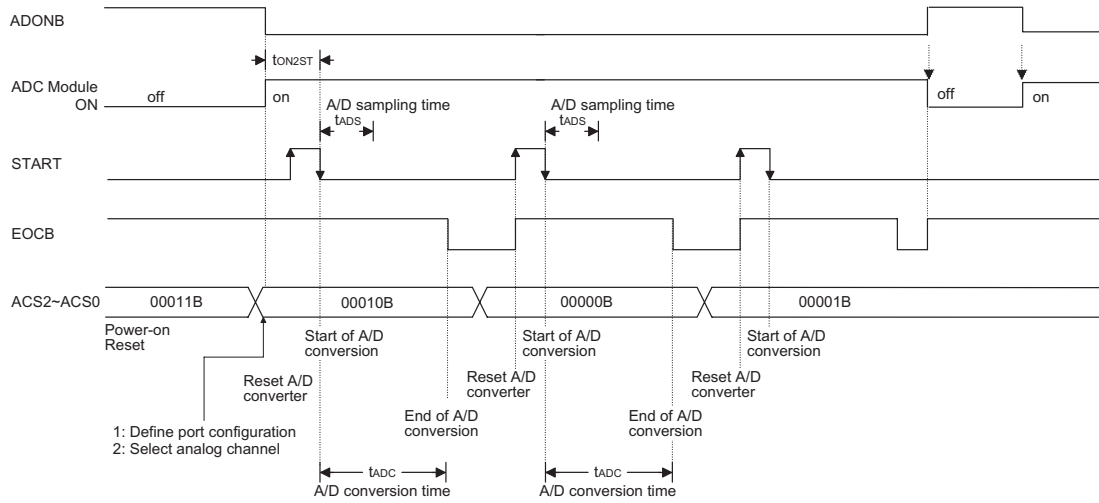 ADONB
tON2ST
ADC Module
ON
off
on
off
on
A/D sampling time
tADS
A/D sampling time
tADS
START
EOCB
ACS2~ACS0
00011B
00010B
00000B
00001B
Power-on
Reset
Start of A/D
conversion
Start of A/D
conversion
Start of A/D
conversion
Reset A/D
converter
Reset A/D
converter
Reset A/D
converter
End of A/D
conversion
End of A/D
conversion
1: Define port configuration
2: Select analog channel
tADC
A/D conversion time
tADC
A/D conversion time